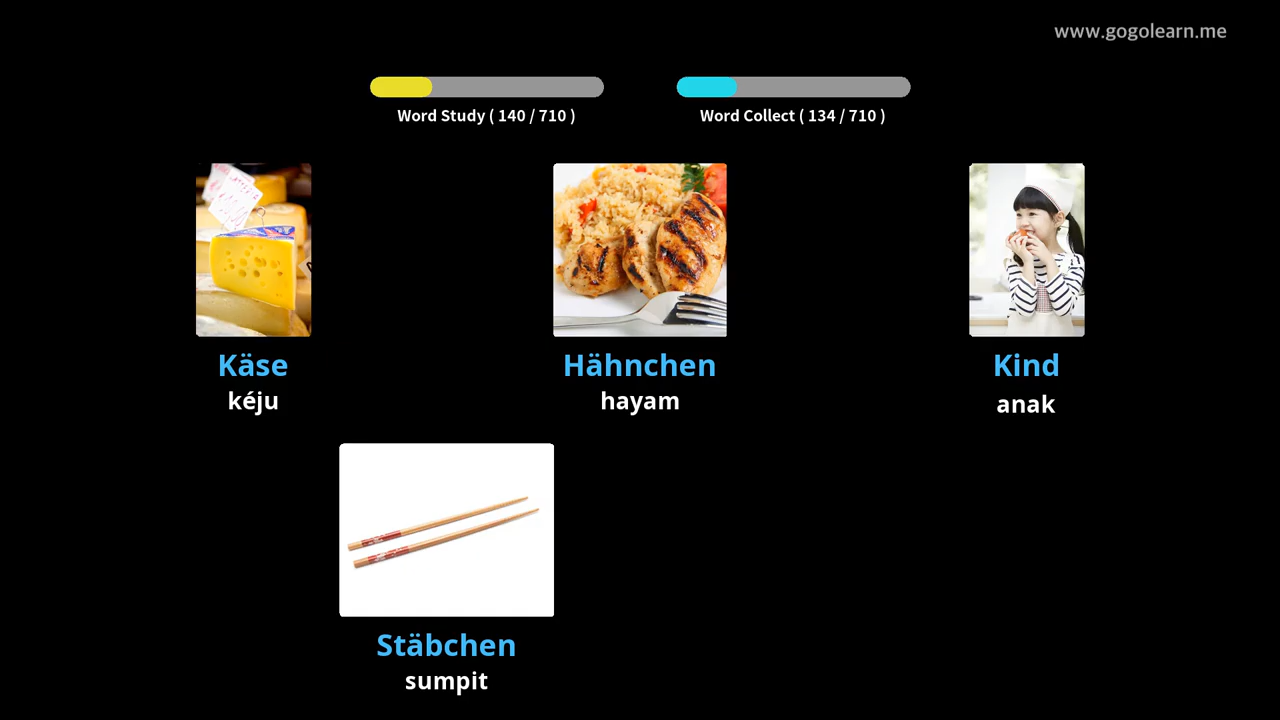 www.gogolearn.me
Word Study ( 140 / 710 )
Word Collect ( 134 / 710 )
Käse
kéju
Hähnchen
hayam
Kind
anak
Stäbchen
sumpit